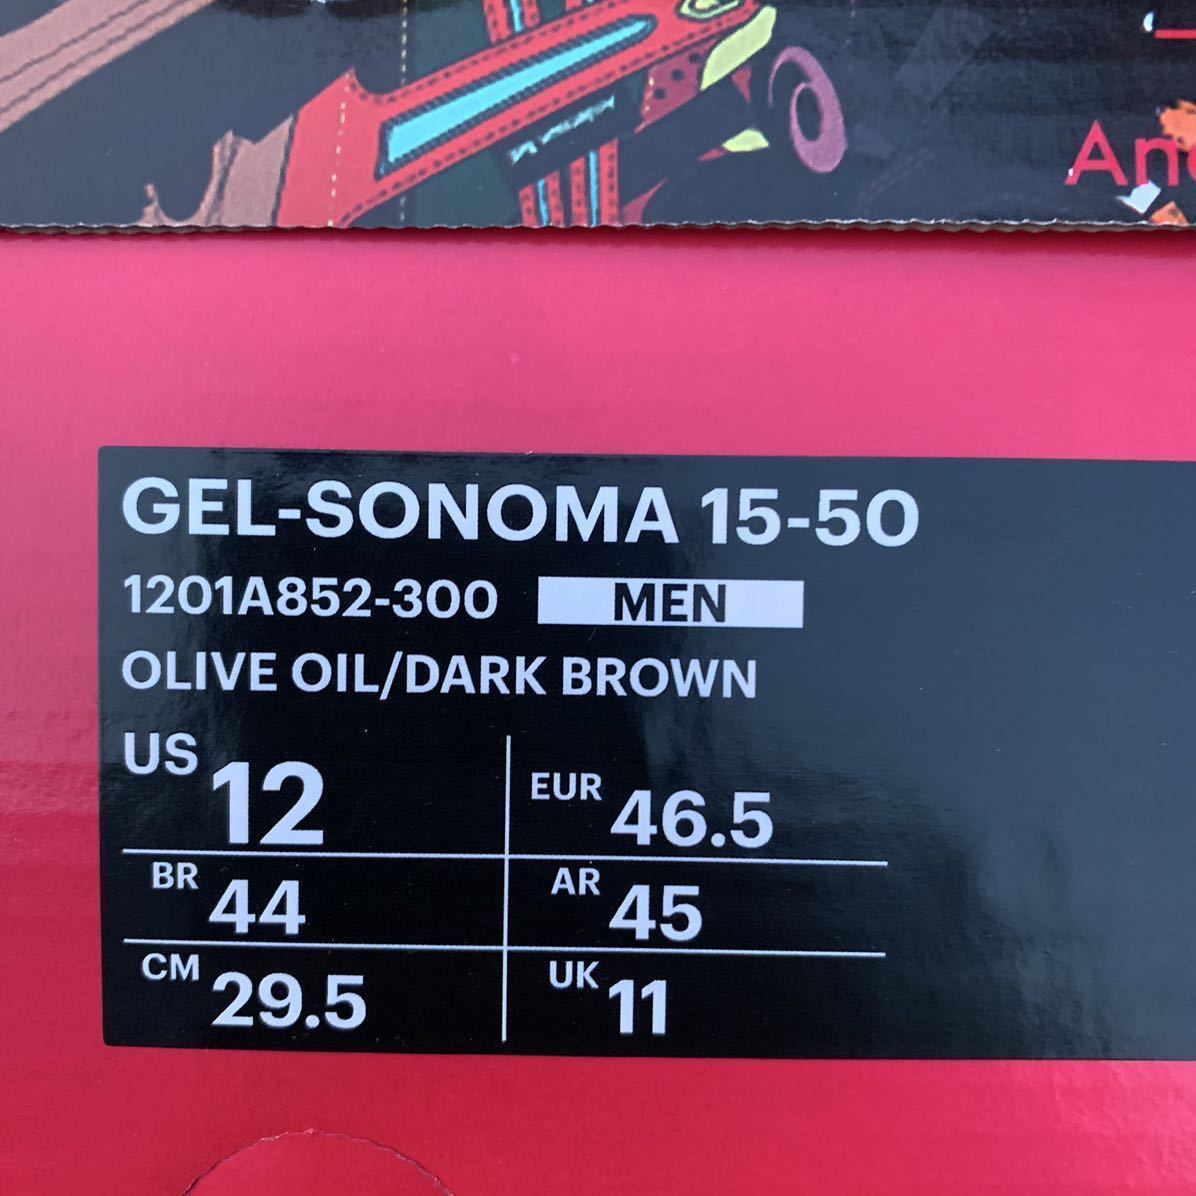 GEL-SONOMA 15-50
1201A852-300 MEN
OLIVE OIL/DARK BROWN
US 12 EUR 46.5
BR 44 AR 45
CM 29.5 UK 11